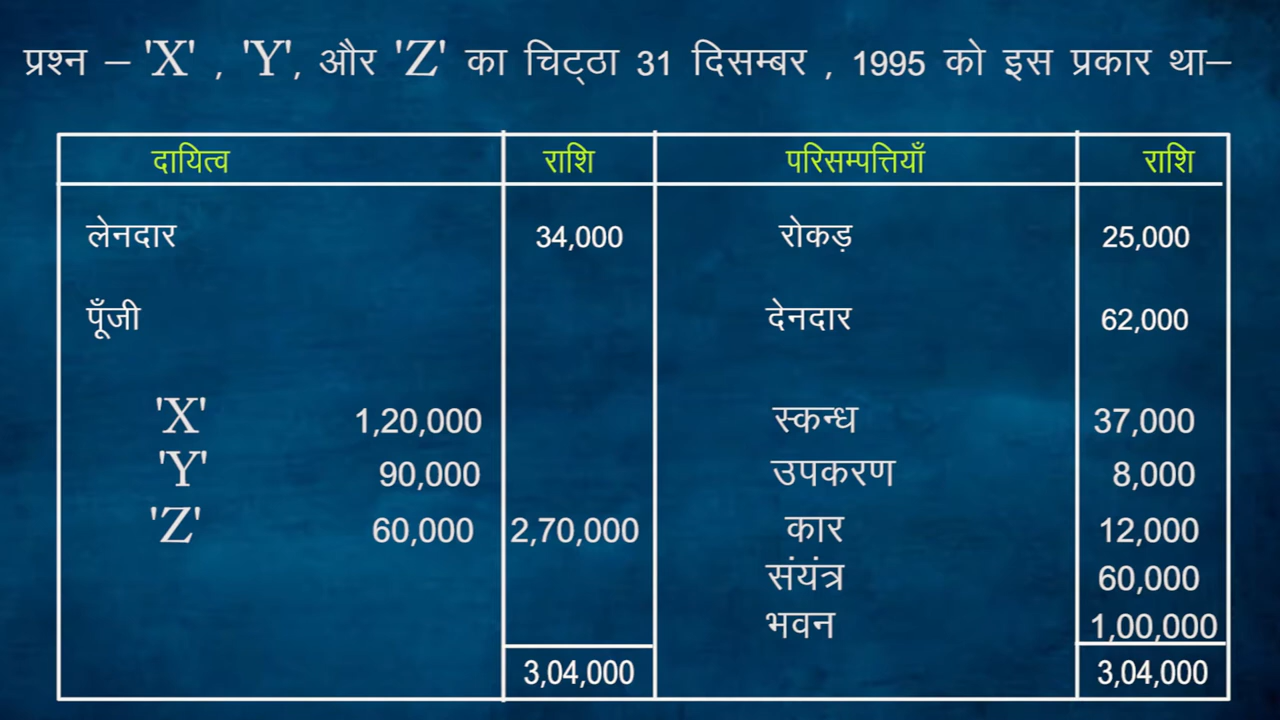 प्रश्न – 'X' , 'Y', और 'Z' का चिट्ठा 31 दिसम्बर , 1995 को इस प्रकार था–
दायित्व राशि परिसम्पत्तियाँ राशि
लेनदार 34,000 रोकड़ 25,000
पूँजी देनदार 62,000
'X' 1,20,000 स्कन्ध 37,000
'Y' 90,000 उपकरण 8,000
'Z' 60,000 2,70,000 कार 12,000
संयंत्र 60,000
भवन 1,00,000
3,04,000 3,04,000